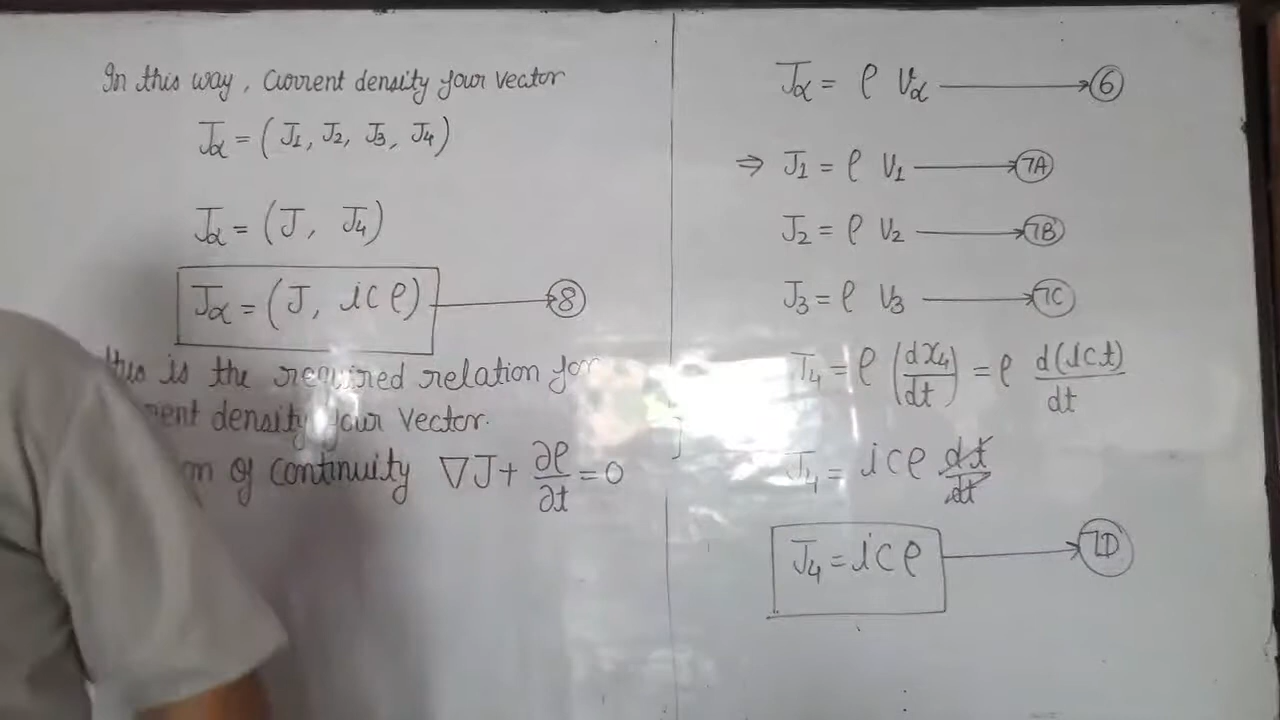 In this way, Current density four vector
Jα = (J1, J2, J3, J4)
Jα = (J, J4)
Jα = (J, icρ) → 8
this is the required relation for
density four vector.
of continuity ∇J + ∂ρ/∂t = 0
Jα = ρ vα → 6
⇒ J1 = ρ v1 → 7A
J2 = ρ v2 → 7B
J3 = ρ v3 → 7C
J4 = ρ (dx4/dt) = ρ d(ict)/dt
J4 = icρ dt/dt
J4 = icρ → 7D